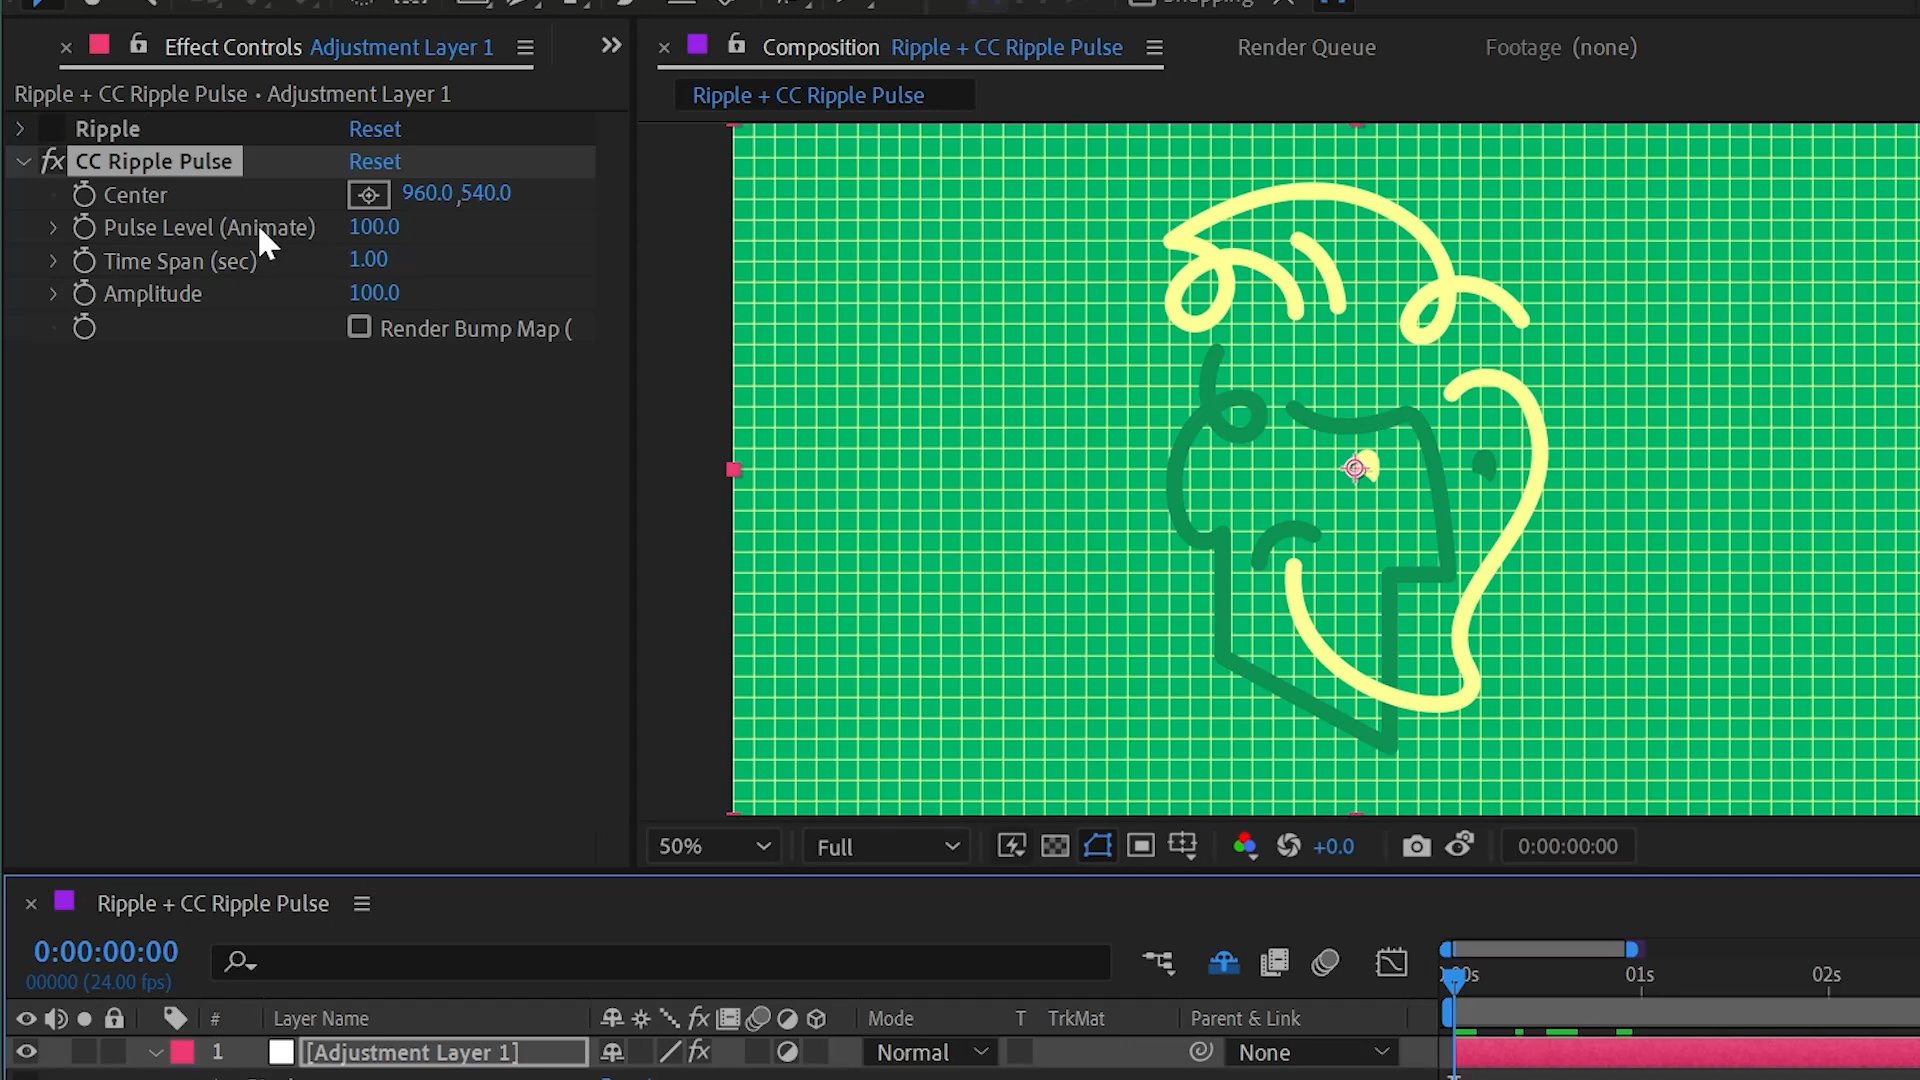 Snapping
Effect Controls Adjustment Layer 1
Composition Ripple + CC Ripple Pulse
Render Queue
Footage (none)
Ripple + CC Ripple Pulse • Adjustment Layer 1
Ripple + CC Ripple Pulse
Ripple Reset
fx CC Ripple Pulse Reset
Center 960.0,540.0
Pulse Level (Animate) 100.0
Time Span (sec) 1.00
Amplitude 100.0
Render Bump Map (
50% Full +0.0 0:00:00:00
Ripple + CC Ripple Pulse
0:00:00:00
00000 (24.00 fps)
01s 02s
# Layer Name fx Mode T TrkMat Parent & Link
1 [Adjustment Layer 1] fx Normal None